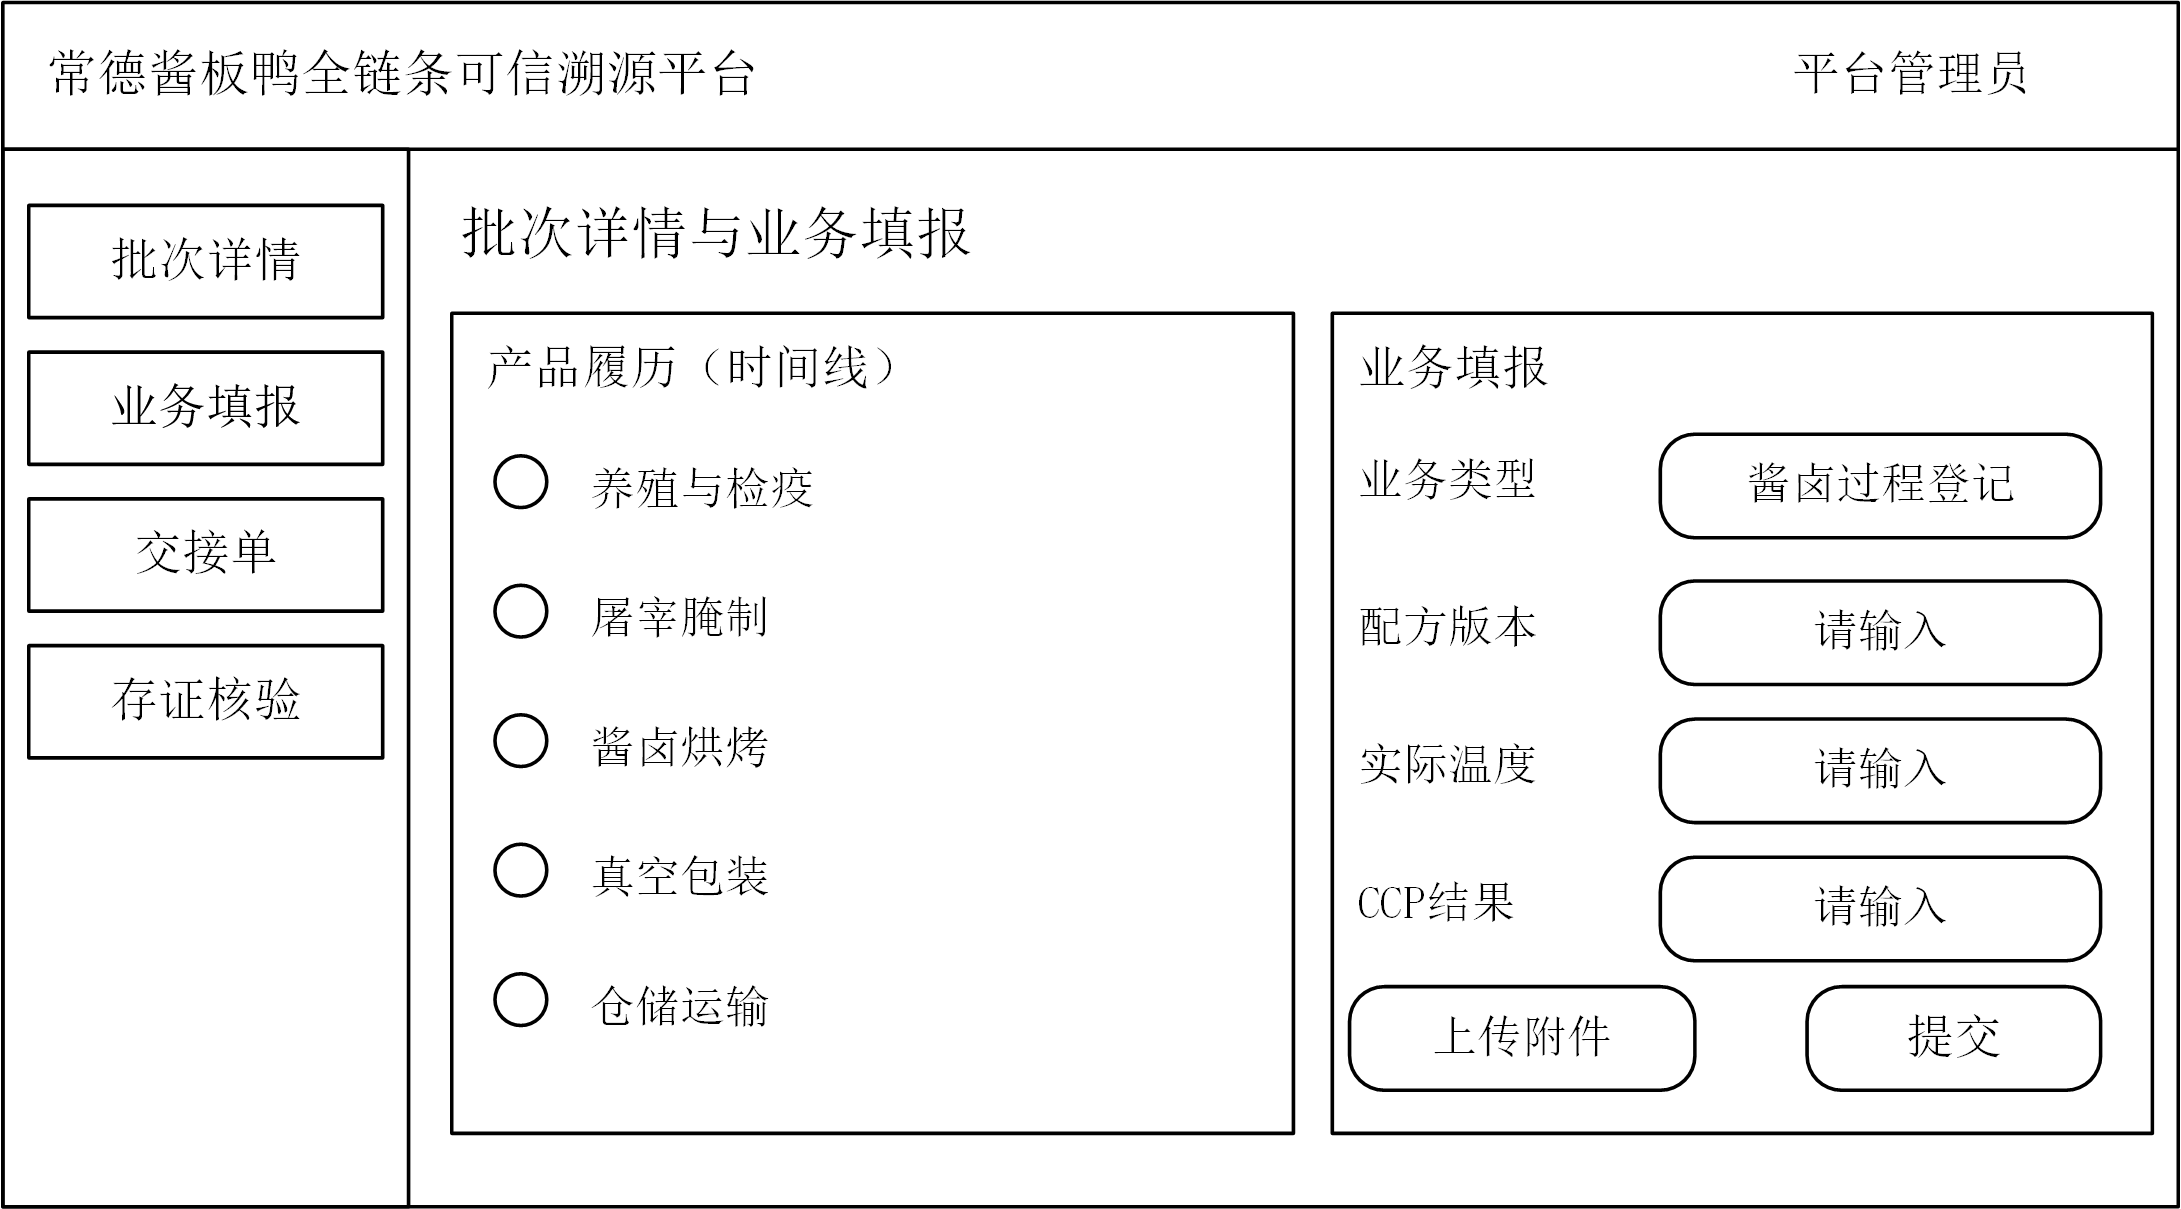 常德酱板鸭全链条可信溯源平台
平台管理员
批次详情
业务填报
交接单
存证核验
批次详情与业务填报
产品履历（时间线）
养殖与检疫
屠宰腌制
酱卤烘烤
真空包装
仓储运输
业务填报
业务类型 酱卤过程登记
配方版本 请输入
实际温度 请输入
CCP结果 请输入
上传附件 提交